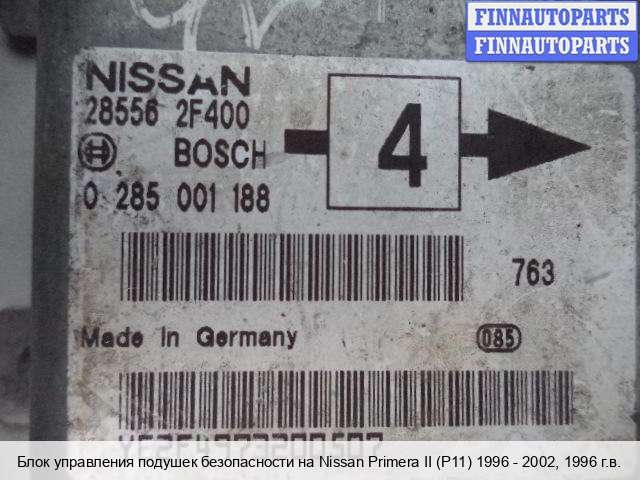 FINNAUTOPARTS
FINNAUTOPARTS
NISSAN
28556 2F400
BOSCH
4
0 285 001 188
763
Made in Germany
085
Блок управления подушек безопасности на Nissan Primera II (P11) 1996 - 2002, 1996 г.в.